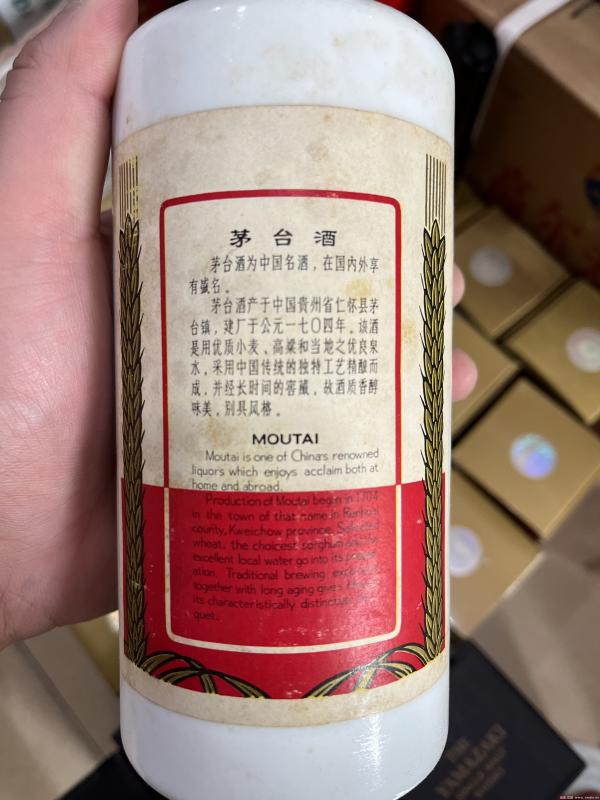 茅台酒
茅台酒为中国名酒，在国内外享
有盛名。
茅台酒产于中国贵州省仁怀县茅
台镇，建厂于公元一七〇四年。该酒
是用优质小麦、高粱和当地之优良泉
水，采用中国传统的独特工艺精酿而
成，并经长时间的窖藏，故酒质香醇
味美，别具风格。
MOUTAI
Moutai is one of China's renowned
liquors which enjoys acclaim both at
home and abroad.
Production of Moutai began in 1704
in the town of that name in Renhuai
county, Kweichow province. Selected
wheat, the choicest sorghum and the
excellent local water go into its
ation. Traditional brewing
together with long aging gives
its characteristically
quet.
THE
YAMAZAKI